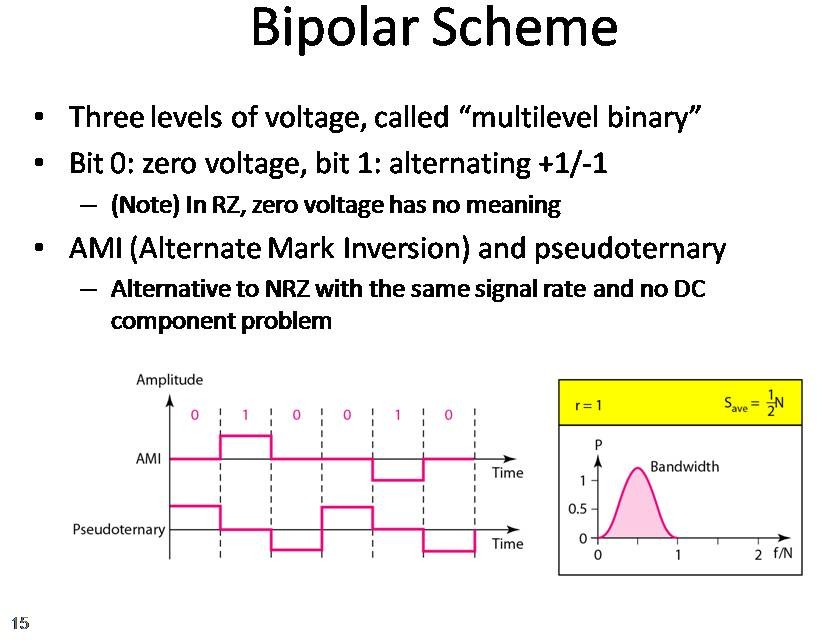 Bipolar Scheme
• Three levels of voltage, called “multilevel binary”
• Bit 0: zero voltage, bit 1: alternating +1/-1
– (Note) In RZ, zero voltage has no meaning
• AMI (Alternate Mark Inversion) and pseudoternary
– Alternative to NRZ with the same signal rate and no DC
component problem
Amplitude
0 1 0 0 1 0
AMI
Time
Pseudoternary
Time
r = 1 Save = 1/2 N
P
Bandwidth
1
0.5
0
0 1 2 f/N
15